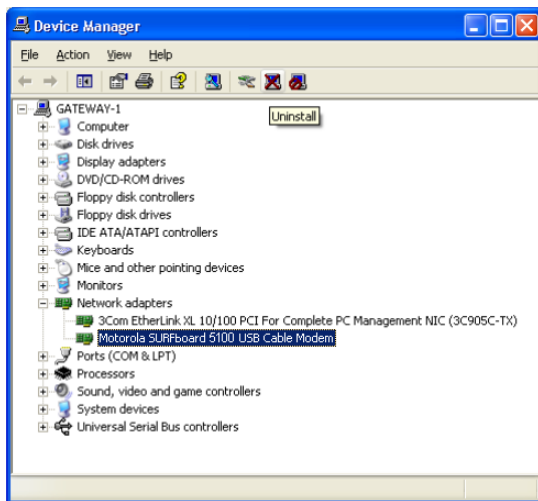 Device Manager
File Action View Help
Uninstall
GATEWAY-1
Computer
Disk drives
Display adapters
DVD/CD-ROM drives
Floppy disk controllers
Floppy disk drives
IDE ATA/ATAPI controllers
Keyboards
Mice and other pointing devices
Monitors
Network adapters
3Com EtherLink XL 10/100 PCI For Complete PC Management NIC (3C905C-TX)
Motorola SURFboard 5100 USB Cable Modem
Ports (COM & LPT)
Processors
Sound, video and game controllers
System devices
Universal Serial Bus controllers